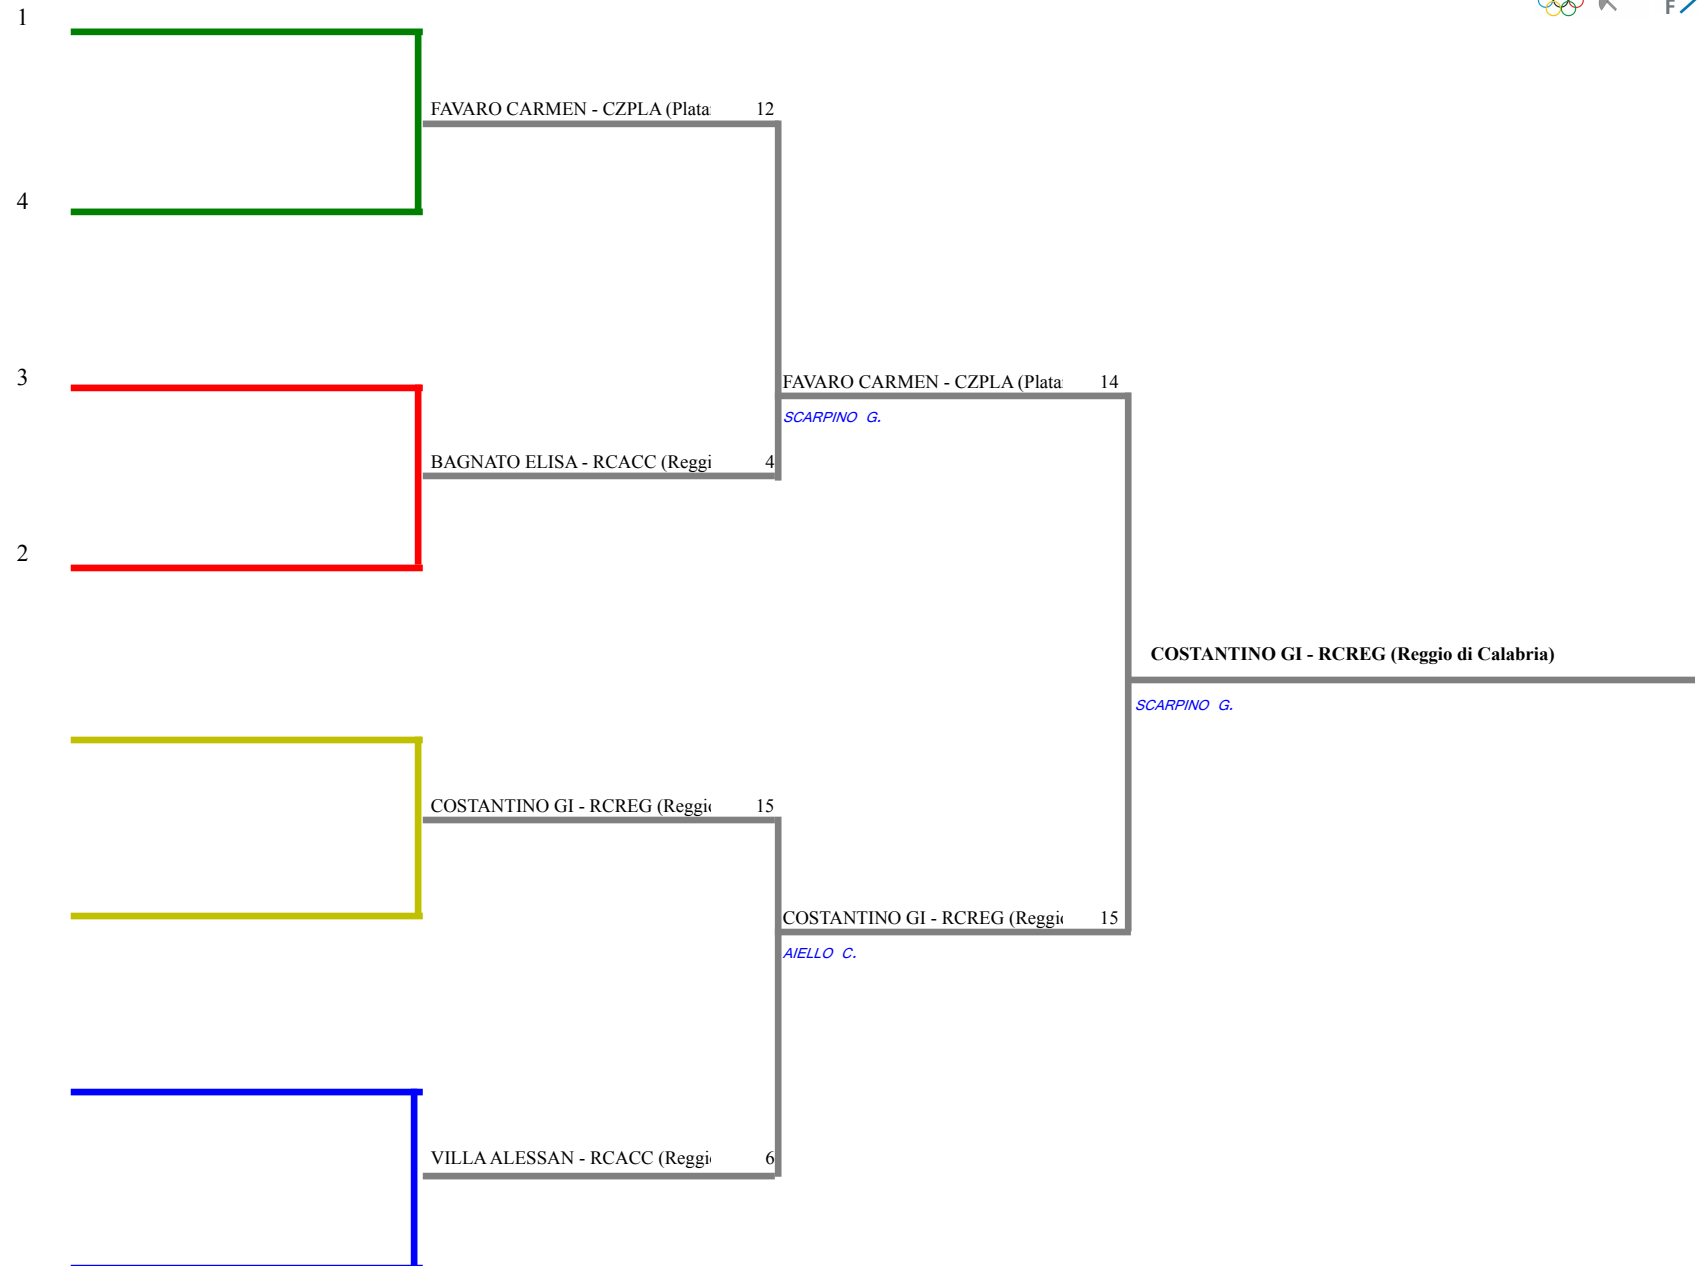 1
FAVARO CARMEN - CZPLA (Plata 12
4
3
FAVARO CARMEN - CZPLA (Plata 14
SCARPINO G.
BAGNATO ELISA - RCACC (Reggi 4
2
COSTANTINO GI - RCREG (Reggio di Calabria)
SCARPINO G.
COSTANTINO GI - RCREG (Reggi 15
COSTANTINO GI - RCREG (Reggi 15
AIELLO C.
VILLA ALESSAN - RCACC (Reggi 6
F